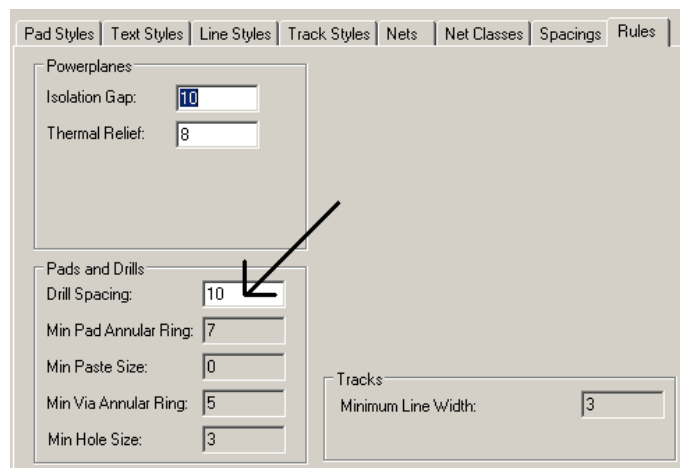 Pad Styles Text Styles Line Styles Track Styles Nets Net Classes Spacings Rules
Powerplanes
Isolation Gap: 10
Thermal Relief: 8
Pads and Drills
Drill Spacing: 10
Min Pad Annular Ring: 7
Min Paste Size: 0
Min Via Annular Ring: 5
Min Hole Size: 3
Tracks
Minimum Line Width: 3